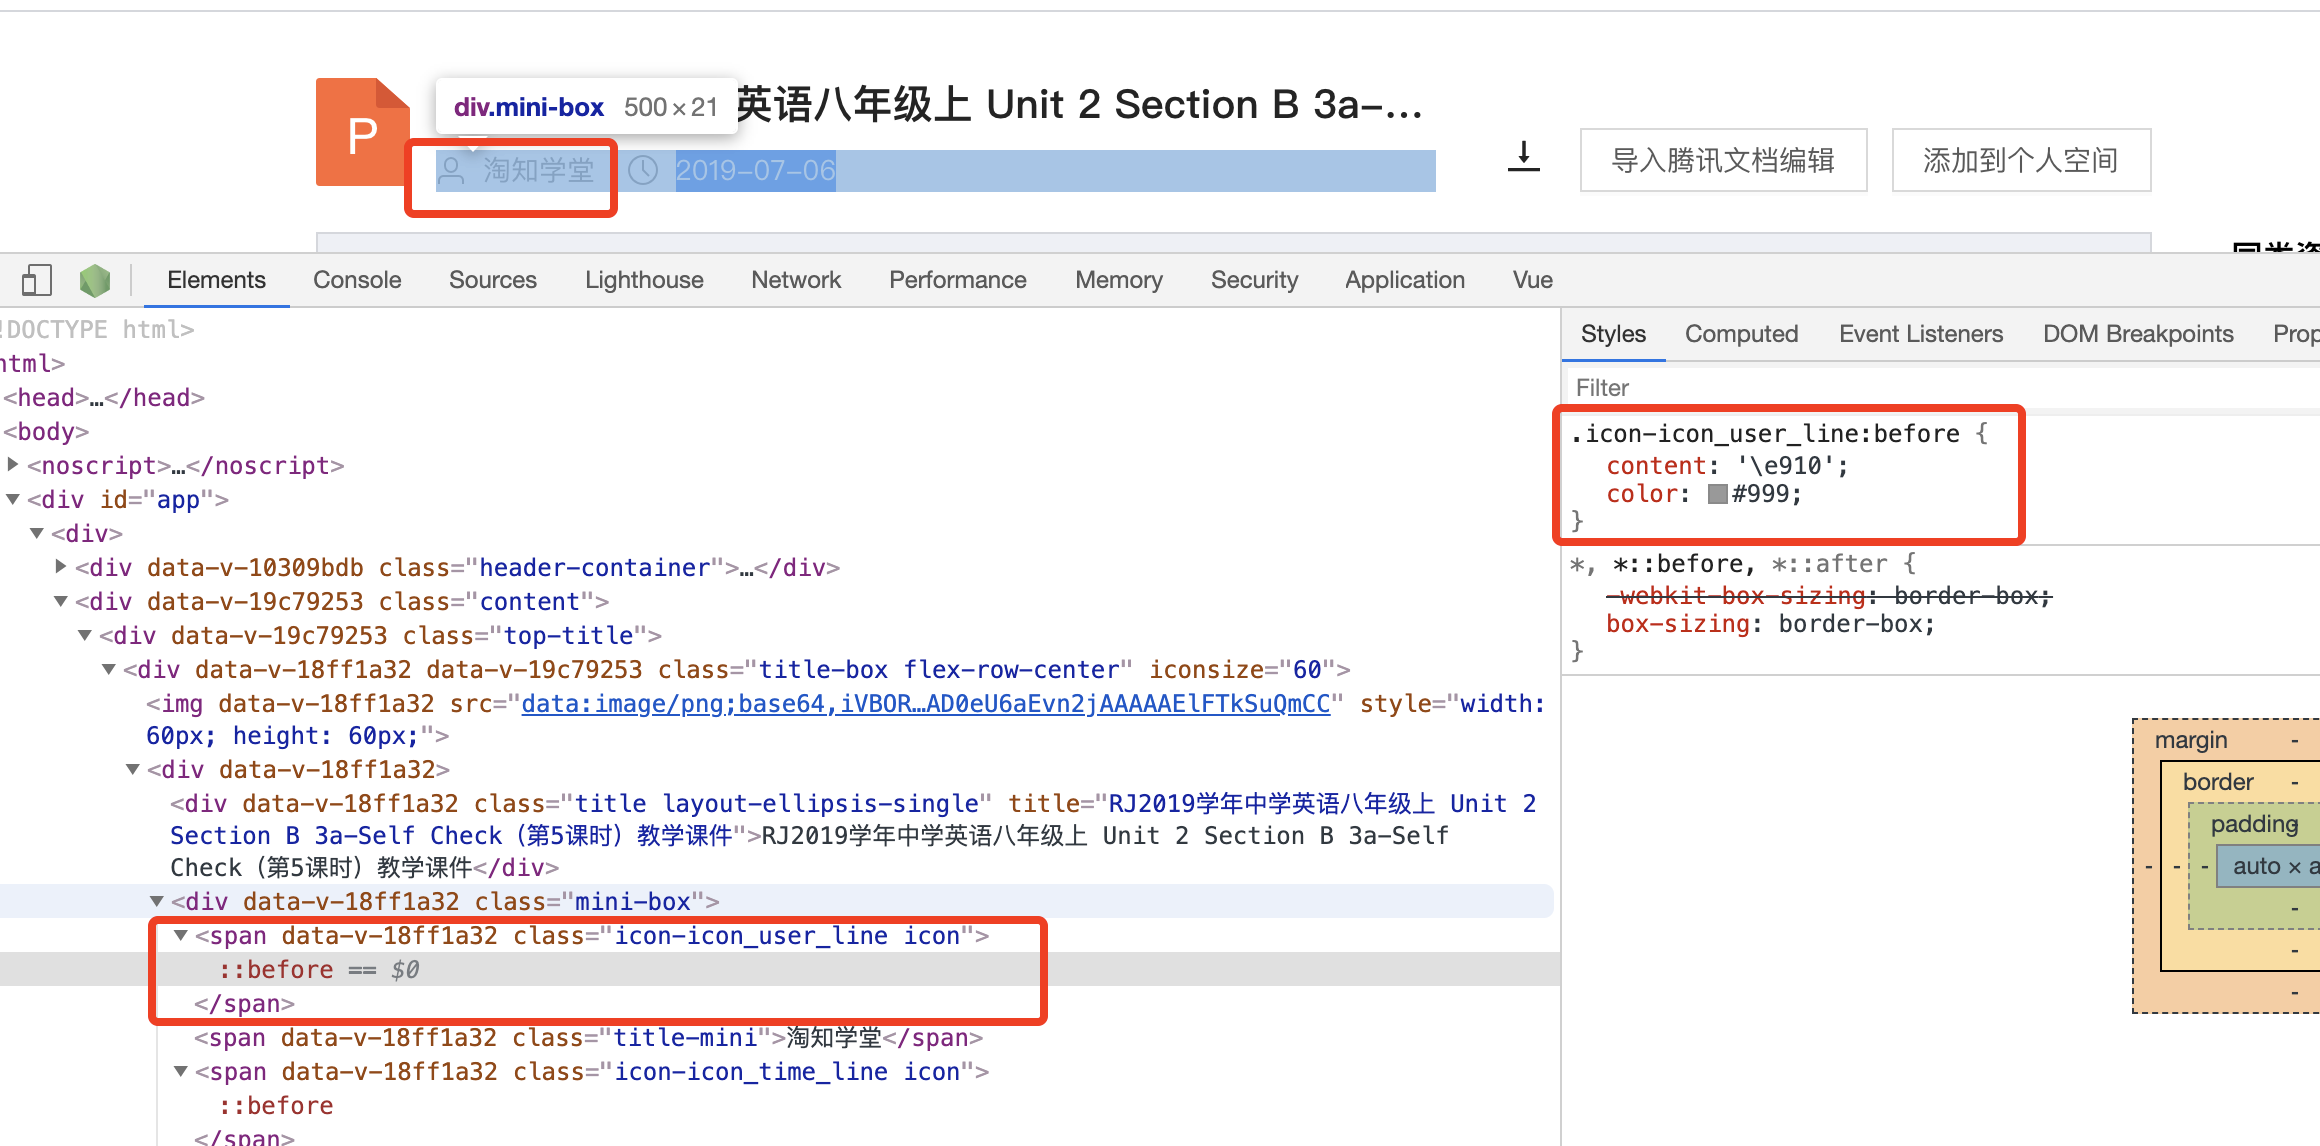 P
div.mini-box 500×21
英语八年级上 Unit 2 Section B 3a-...
淘知学堂
2019-07-06
导入腾讯文档编辑
添加到个人空间
Elements Console Sources Lighthouse Network Performance Memory Security Application Vue
!DOCTYPE html>
html>
<head>…</head>
<body>
<noscript>…</noscript>
<div id="app">
<div>
<div data-v-10309bdb class="header-container">…</div>
<div data-v-19c79253 class="content">
<div data-v-19c79253 class="top-title">
<div data-v-18ff1a32 data-v-19c79253 class="title-box flex-row-center" iconsize="60">
<img data-v-18ff1a32 src="data:image/png;base64,iVBOR…AD0eU6aEvn2jAAAAAElFTkSuQmCC" style="width:
60px; height: 60px;">
<div data-v-18ff1a32>
<div data-v-18ff1a32 class="title layout-ellipsis-single" title="RJ2019学年中学英语八年级上 Unit 2
Section B 3a-Self Check（第5课时）教学课件">RJ2019学年中学英语八年级上 Unit 2 Section B 3a-Self
Check（第5课时）教学课件</div>
<div data-v-18ff1a32 class="mini-box">
<span data-v-18ff1a32 class="icon-icon_user_line icon">
::before == $0
</span>
<span data-v-18ff1a32 class="title-mini">淘知学堂</span>
<span data-v-18ff1a32 class="icon-icon_time_line icon">
::before
</span>
Styles Computed Event Listeners DOM Breakpoints Prop
Filter
.icon-icon_user_line:before {
content: '\e910';
color: #999;
}
*, *::before, *::after {
-webkit-box-sizing: border-box;
box-sizing: border-box;
}
margin -
border -
padding -
- - - auto × a
-
-
-